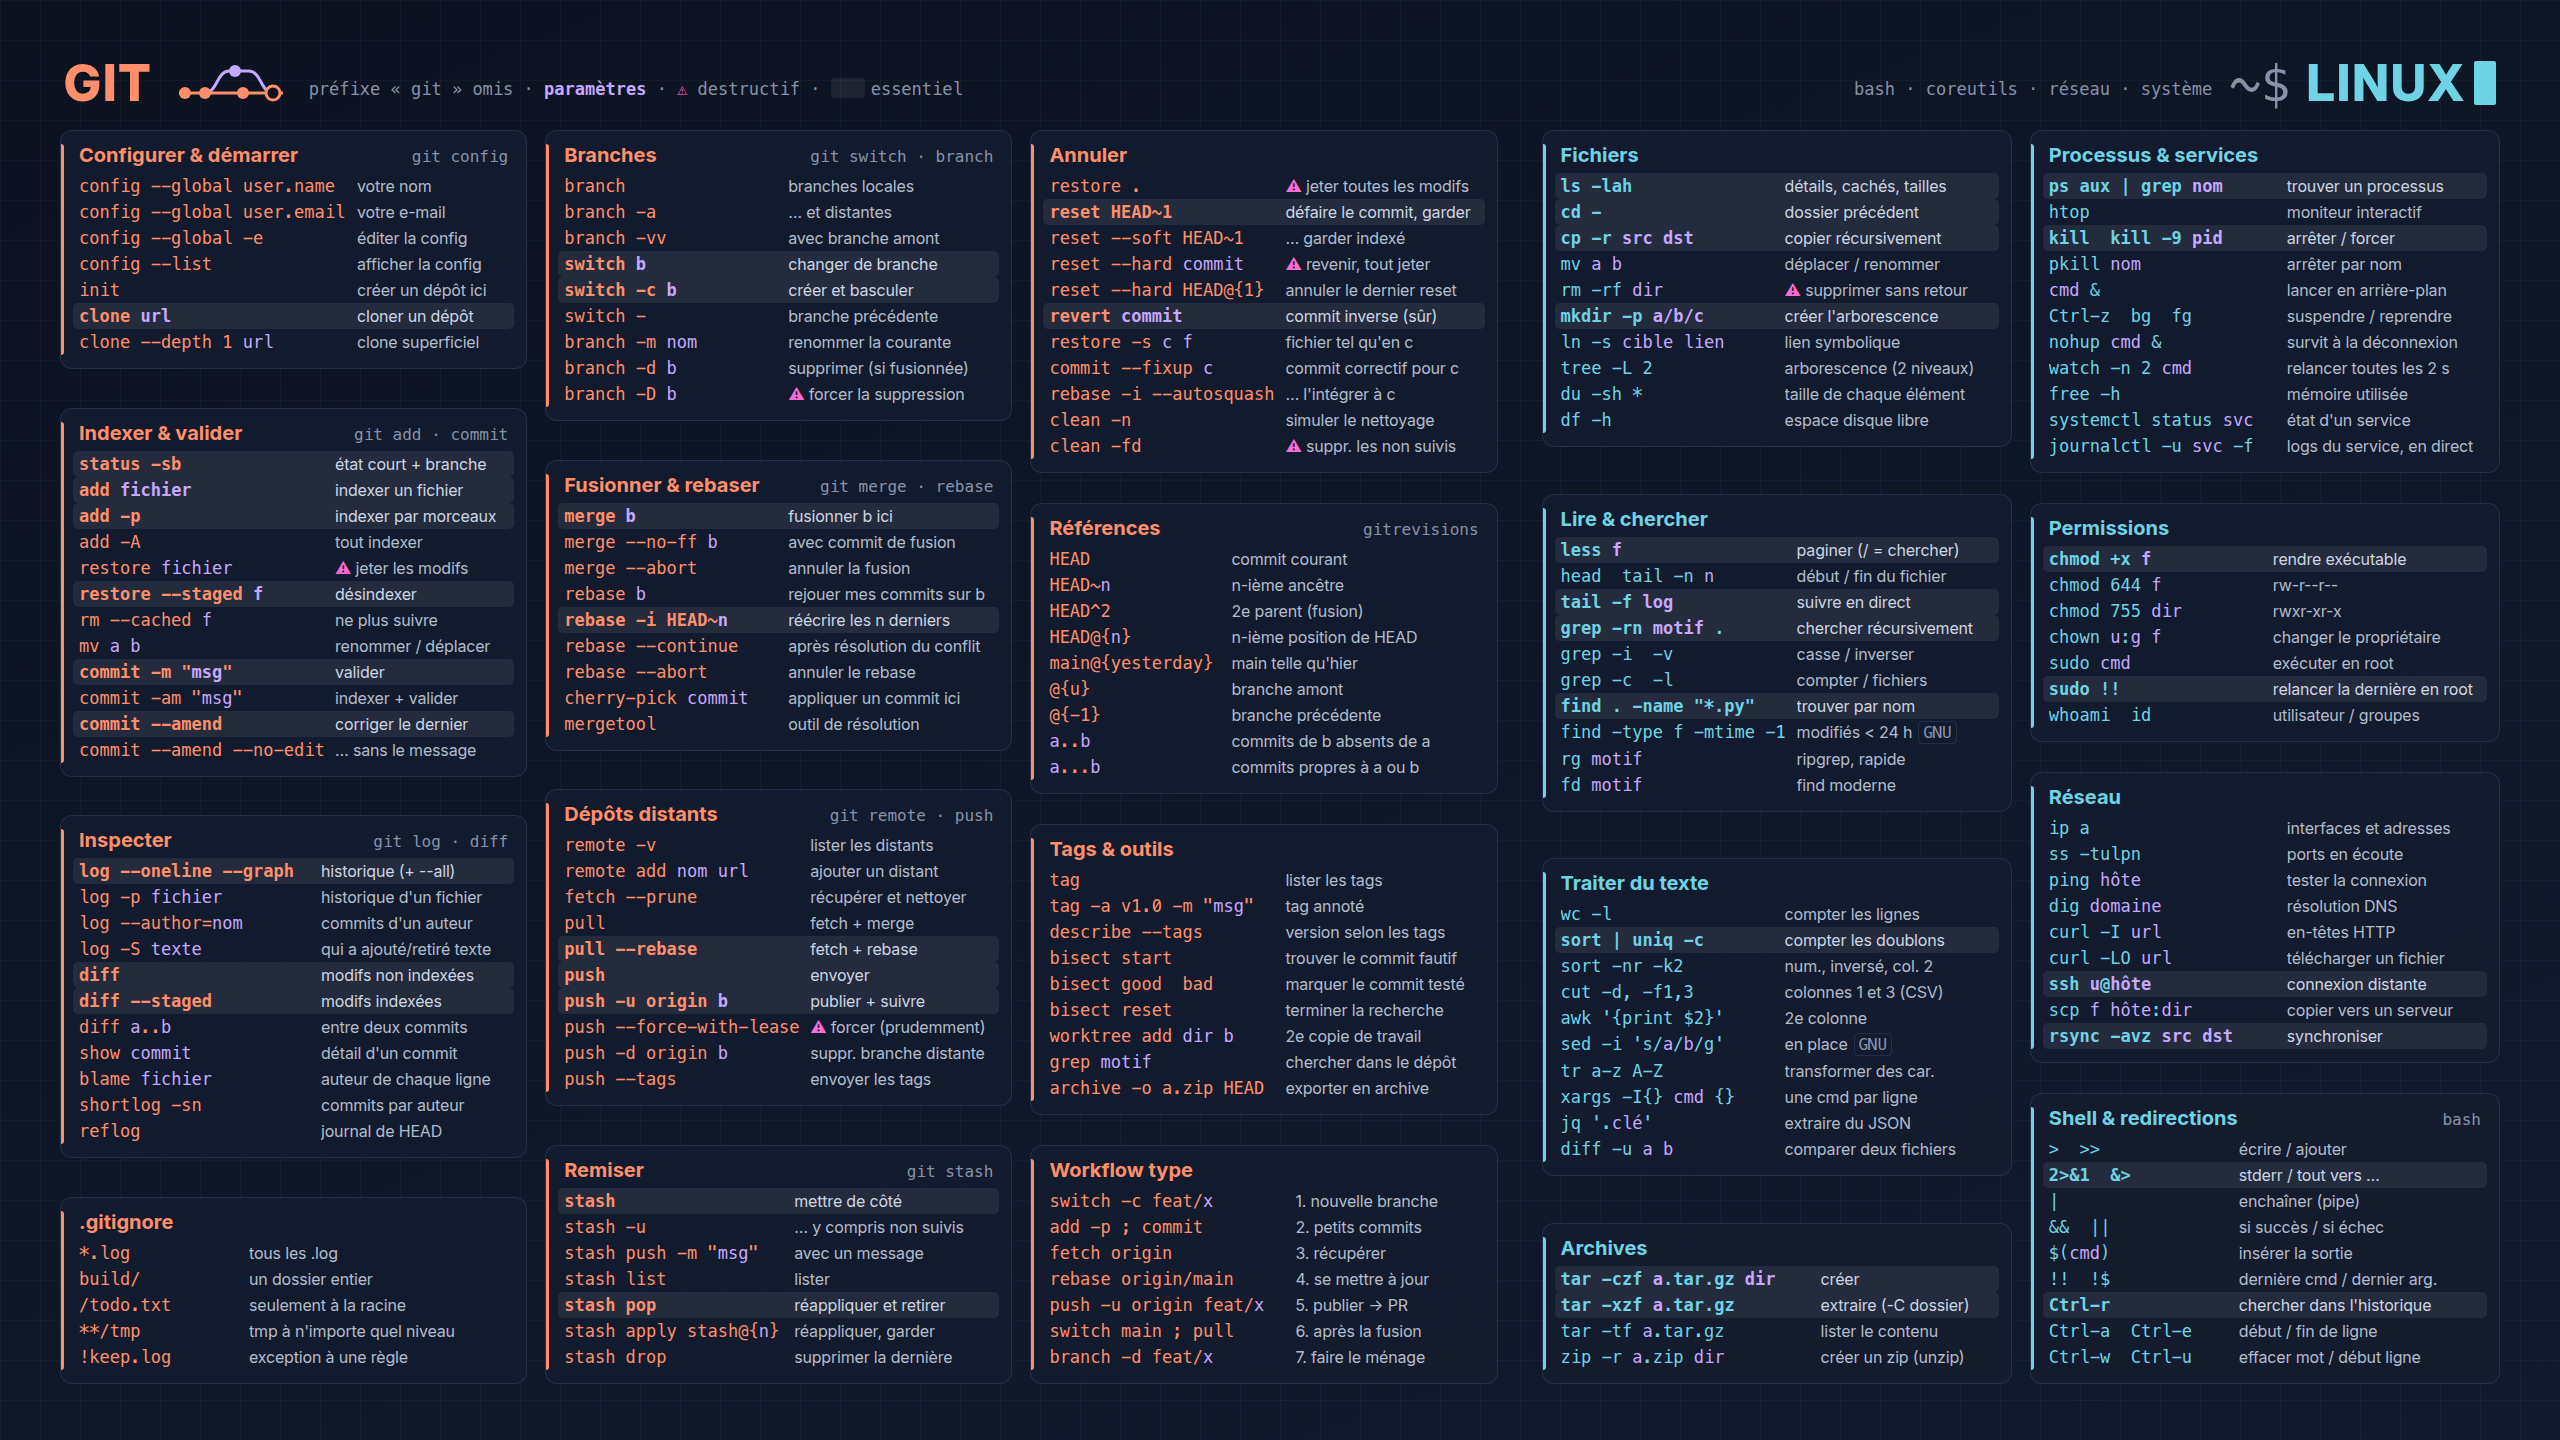 GIT
préfixe « git » omis · paramètres · ⚠ destructif · essentiel
bash · coreutils · réseau · système
~$ LINUX
Configurer & démarrer git config
config --global user.name votre nom
config --global user.email votre e-mail
config --global -e éditer la config
config --list afficher la config
init créer un dépôt ici
clone url cloner un dépôt
clone --depth 1 url clone superficiel
Indexer & valider git add · commit
status -sb état court + branche
add fichier indexer un fichier
add -p indexer par morceaux
add -A tout indexer
restore fichier ⚠ jeter les modifs
restore --staged f désindexer
rm --cached f ne plus suivre
mv a b renommer / déplacer
commit -m "msg" valider
commit -am "msg" indexer + valider
commit --amend corriger le dernier
commit --amend --no-edit … sans le message
Inspecter git log · diff
log --oneline --graph historique (+ --all)
log -p fichier historique d'un fichier
log --author=nom commits d'un auteur
log -S texte qui a ajouté/retiré texte
diff modifs non indexées
diff --staged modifs indexées
diff a..b entre deux commits
show commit détail d'un commit
blame fichier auteur de chaque ligne
shortlog -sn commits par auteur
reflog journal de HEAD
.gitignore
*.log tous les .log
build/ un dossier entier
/todo.txt seulement à la racine
**/tmp tmp à n'importe quel niveau
!keep.log exception à une règle
Branches git switch · branch
branch branches locales
branch -a … et distantes
branch -vv avec branche amont
switch b changer de branche
switch -c b créer et basculer
switch - branche précédente
branch -m nom renommer la courante
branch -d b supprimer (si fusionnée)
branch -D b ⚠ forcer la suppression
Fusionner & rebaser git merge · rebase
merge b fusionner b ici
merge --no-ff b avec commit de fusion
merge --abort annuler la fusion
rebase b rejouer mes commits sur b
rebase -i HEAD~n réécrire les n derniers
rebase --continue après résolution du conflit
rebase --abort annuler le rebase
cherry-pick commit appliquer un commit ici
mergetool outil de résolution
Dépôts distants git remote · push
remote -v lister les distants
remote add nom url ajouter un distant
fetch --prune récupérer et nettoyer
pull fetch + merge
pull --rebase fetch + rebase
push envoyer
push -u origin b publier + suivre
push --force-with-lease ⚠ forcer (prudemment)
push -d origin b suppr. branche distante
push --tags envoyer les tags
Remiser git stash
stash mettre de côté
stash -u … y compris non suivis
stash push -m "msg" avec un message
stash list lister
stash pop réappliquer et retirer
stash apply stash@{n} réappliquer, garder
stash drop supprimer la dernière
Annuler
restore . ⚠ jeter toutes les modifs
reset HEAD~1 défaire le commit, garder
reset --soft HEAD~1 … garder indexé
reset --hard commit ⚠ revenir, tout jeter
reset --hard HEAD@{1} annuler le dernier reset
revert commit commit inverse (sûr)
restore -s c f fichier tel qu'en c
commit --fixup c commit correctif pour c
rebase -i --autosquash … l'intégrer à c
clean -n simuler le nettoyage
clean -fd ⚠ suppr. les non suivis
Références gitrevisions
HEAD commit courant
HEAD~n n-ième ancêtre
HEAD^2 2e parent (fusion)
HEAD@{n} n-ième position de HEAD
main@{yesterday} main telle qu'hier
@{u} branche amont
@{-1} branche précédente
a..b commits de b absents de a
a...b commits propres à a ou b
Tags & outils
tag lister les tags
tag -a v1.0 -m "msg" tag annoté
describe --tags version selon les tags
bisect start trouver le commit fautif
bisect good bad marquer le commit testé
bisect reset terminer la recherche
worktree add dir b 2e copie de travail
grep motif chercher dans le dépôt
archive -o a.zip HEAD exporter en archive
Workflow type
switch -c feat/x 1. nouvelle branche
add -p ; commit 2. petits commits
fetch origin 3. récupérer
rebase origin/main 4. se mettre à jour
push -u origin feat/x 5. publier → PR
switch main ; pull 6. après la fusion
branch -d feat/x 7. faire le ménage
Fichiers
ls -lah détails, cachés, tailles
cd - dossier précédent
cp -r src dst copier récursivement
mv a b déplacer / renommer
rm -rf dir ⚠ supprimer sans retour
mkdir -p a/b/c créer l'arborescence
ln -s cible lien lien symbolique
tree -L 2 arborescence (2 niveaux)
du -sh * taille de chaque élément
df -h espace disque libre
Lire & chercher
less f paginer (/ = chercher)
head tail -n n début / fin du fichier
tail -f log suivre en direct
grep -rn motif . chercher récursivement
grep -i -v casse / inverser
grep -c -l compter / fichiers
find . -name "*.py" trouver par nom
find -type f -mtime -1 modifiés < 24 h GNU
rg motif ripgrep, rapide
fd motif find moderne
Traiter du texte
wc -l compter les lignes
sort | uniq -c compter les doublons
sort -nr -k2 num., inversé, col. 2
cut -d, -f1,3 colonnes 1 et 3 (CSV)
awk '{print $2}' 2e colonne
sed -i 's/a/b/g' en place GNU
tr a-z A-Z transformer des car.
xargs -I{} cmd {} une cmd par ligne
jq '.clé' extraire du JSON
diff -u a b comparer deux fichiers
Archives
tar -czf a.tar.gz dir créer
tar -xzf a.tar.gz extraire (-C dossier)
tar -tf a.tar.gz lister le contenu
zip -r a.zip dir créer un zip (unzip)
Processus & services
ps aux | grep nom trouver un processus
htop moniteur interactif
kill kill -9 pid arrêter / forcer
pkill nom arrêter par nom
cmd & lancer en arrière-plan
Ctrl-z bg fg suspendre / reprendre
nohup cmd & survit à la déconnexion
watch -n 2 cmd relancer toutes les 2 s
free -h mémoire utilisée
systemctl status svc état d'un service
journalctl -u svc -f logs du service, en direct
Permissions
chmod +x f rendre exécutable
chmod 644 f rw-r--r--
chmod 755 dir rwxr-xr-x
chown u:g f changer le propriétaire
sudo cmd exécuter en root
sudo !! relancer la dernière en root
whoami id utilisateur / groupes
Réseau
ip a interfaces et adresses
ss -tulpn ports en écoute
ping hôte tester la connexion
dig domaine résolution DNS
curl -I url en-têtes HTTP
curl -LO url télécharger un fichier
ssh u@hôte connexion distante
scp f hôte:dir copier vers un serveur
rsync -avz src dst synchroniser
Shell & redirections bash
> >> écrire / ajouter
2>&1 &> stderr / tout vers …
| enchaîner (pipe)
&& || si succès / si échec
$(cmd) insérer la sortie
!! !$ dernière cmd / dernier arg.
Ctrl-r chercher dans l'historique
Ctrl-a Ctrl-e début / fin de ligne
Ctrl-w Ctrl-u effacer mot / début ligne